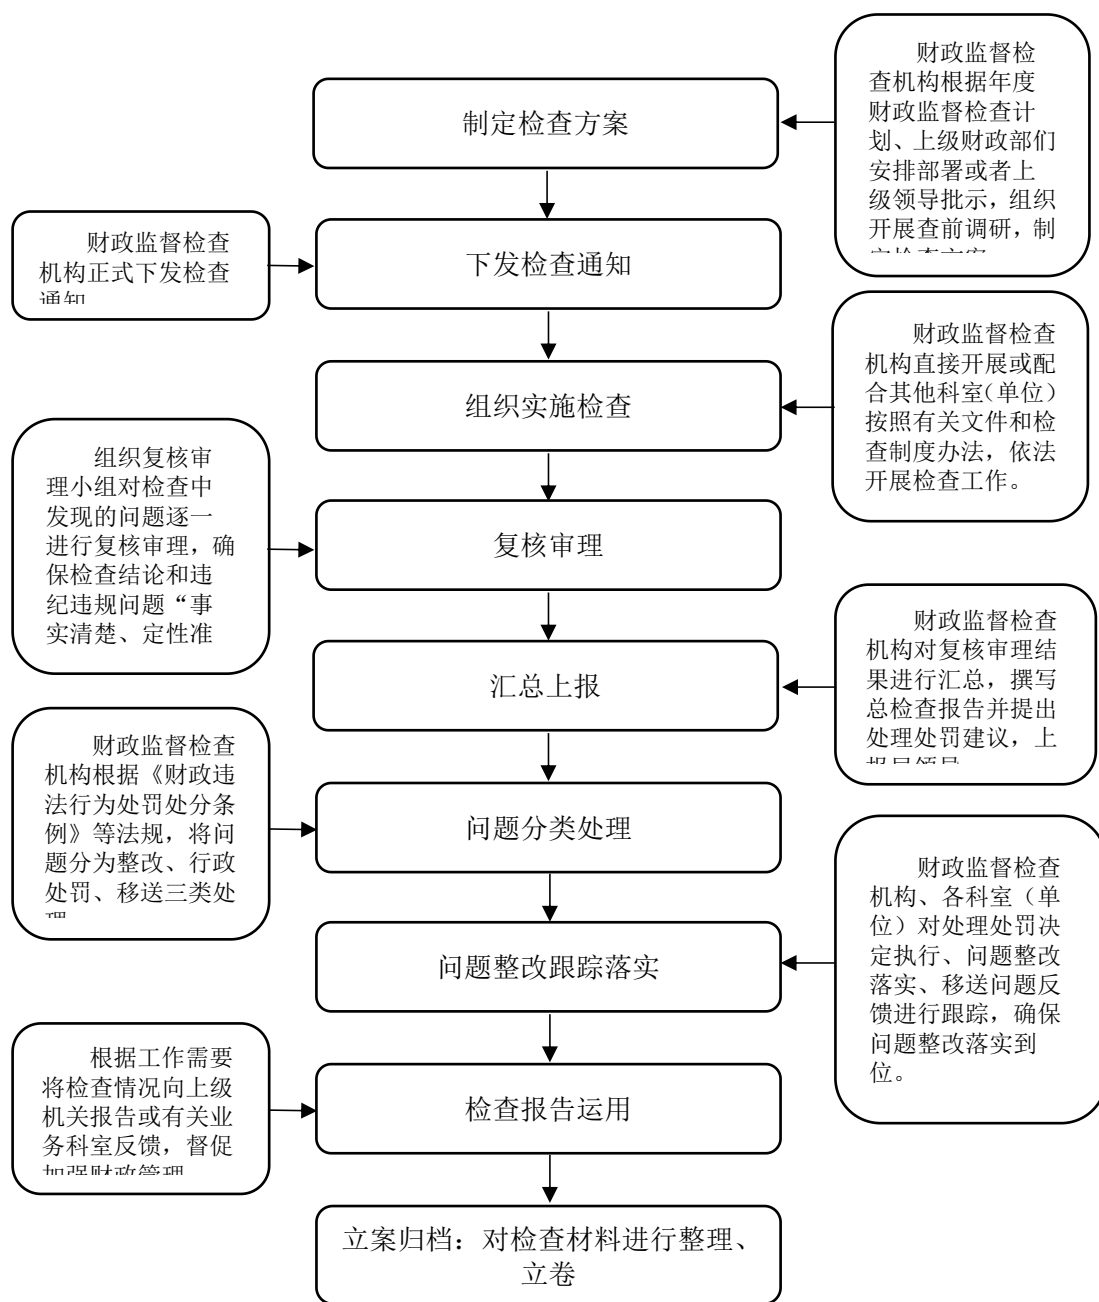 财政监督检
查机构根据年度
财政监督检查计
划、上级财政部们
安排部署或者上
级领导批示，组织
开展查前调研，制
定检查方案
制定检查方案
财政监督检查
机构正式下发检查
通知
下发检查通知
财政监督检查
机构直接开展或配
合其他科室（单位）
按照有关文件和检
查制度办法，依法
开展检查工作。
组织实施检查
组织复核审
理小组对检查中
发现的问题逐一
进行复核审理，确
保检查结论和违
纪违规问题“事
实清楚、定性准
复核审理
财政监督检查
机构对复核审理结
果进行汇总，撰写
总检查报告并提出
处理处罚建议，上
报局领导
汇总上报
财政监督检查
机构根据《财政违
法行为处罚处分条
例》等法规，将问
题分为整改、行政
处罚、移送三类处
理
问题分类处理
财政监督检查
机构、各科室（单
位）对处理处罚决
定执行、问题整改
落实、移送问题反
馈进行跟踪，确保
问题整改落实到
位。
问题整改跟踪落实
根据工作需要
将检查情况向上级
机关报告或有关业
务科室反馈，督促
加强财政管理
检查报告运用
立案归档：对检查材料进行整理、
立卷